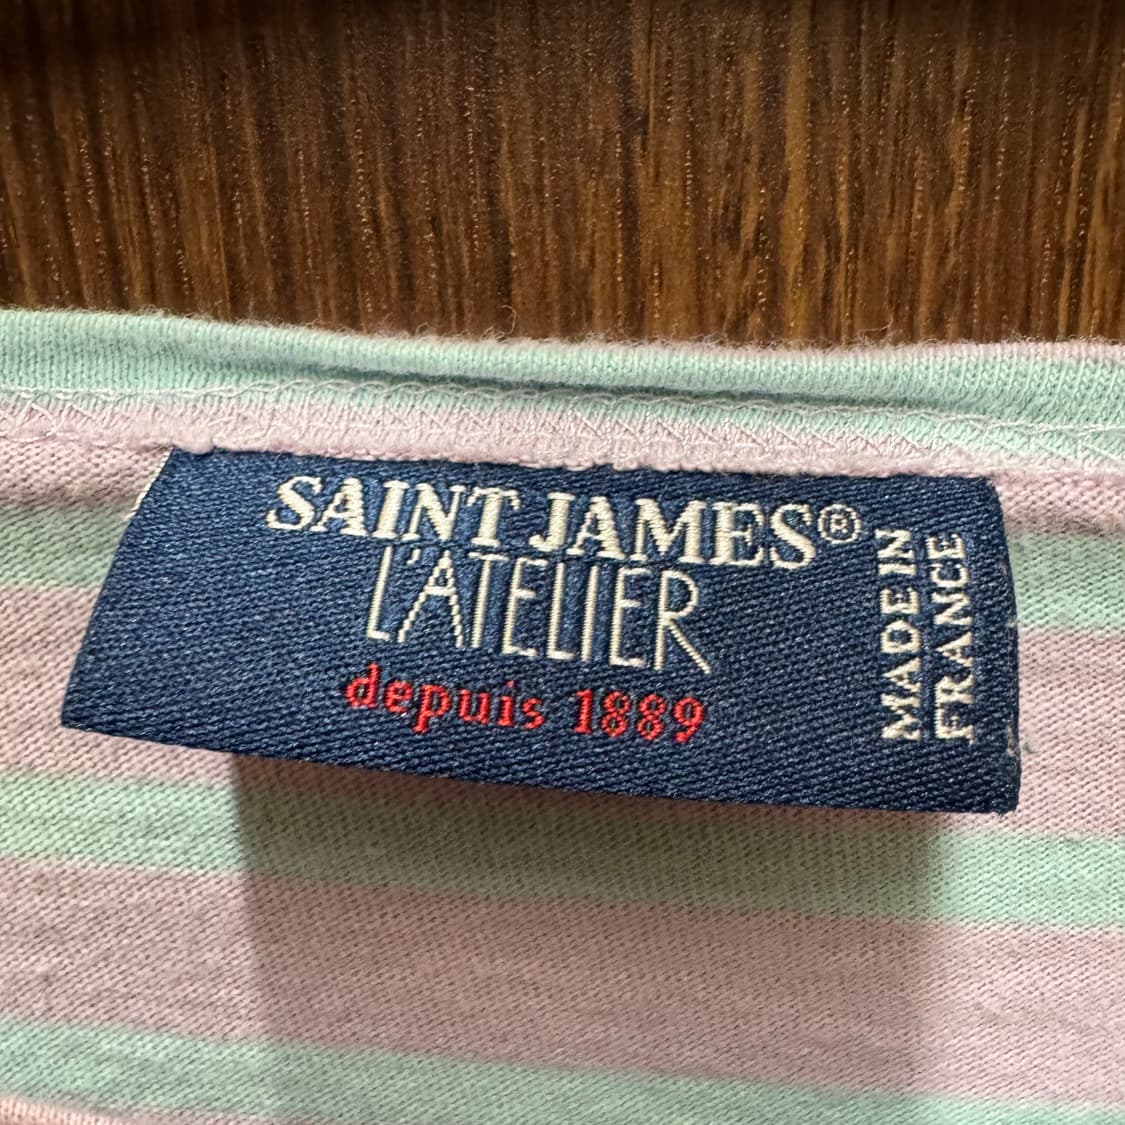 SAINT JAMES®
L'ATELIER
depuis 1889
MADE IN
FRANCE